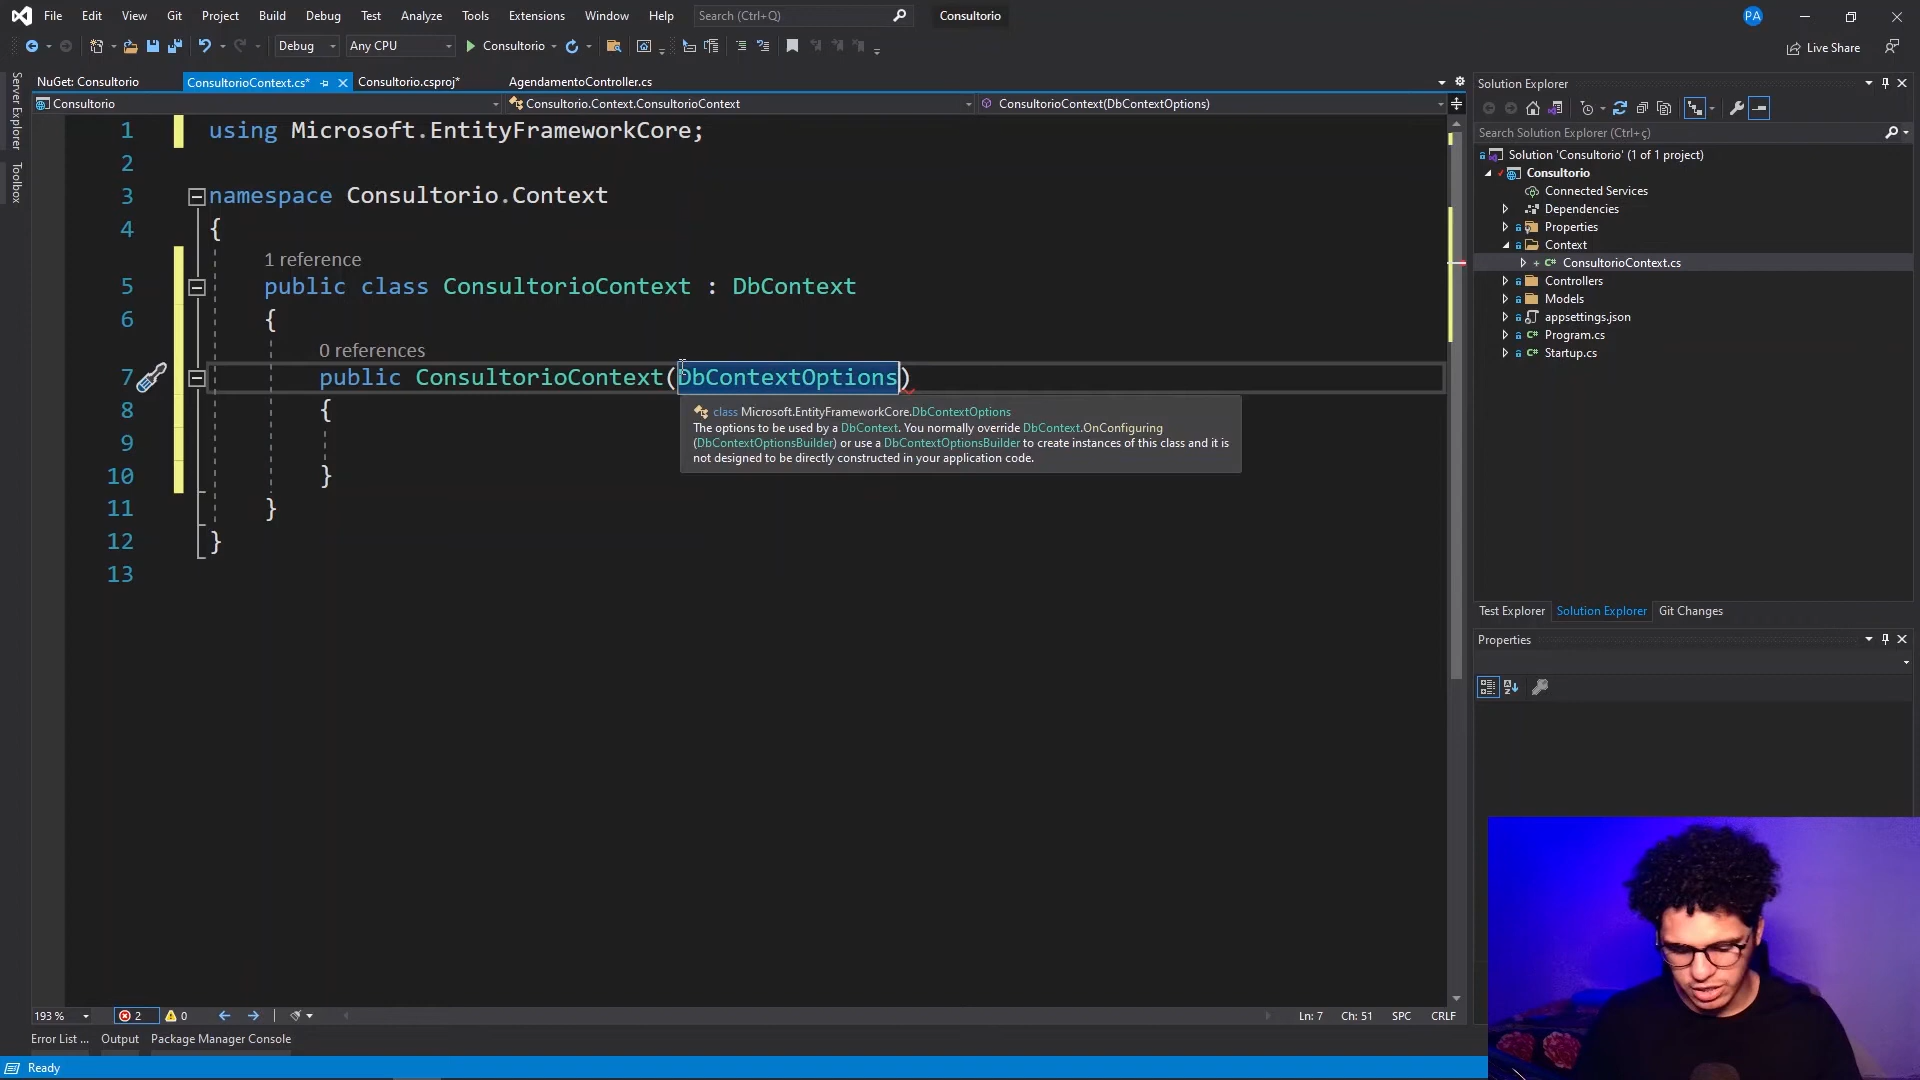 File Edit View Git Project Build Debug Test Analyze Tools Extensions Window Help Search (Ctrl+Q) Consultorio PA
Debug Any CPU Consultorio Live Share
NuGet: Consultorio ConsultorioContext.cs* Consultorio.csproj* AgendamentoController.cs
Consultorio Consultorio.Context.ConsultorioContext ConsultorioContext(DbContextOptions)
Server Explorer
Toolbox
1 using Microsoft.EntityFrameworkCore;
2
3 namespace Consultorio.Context
4 {
1 reference
5 public class ConsultorioContext : DbContext
6 {
0 references
7 public ConsultorioContext(DbContextOptions)
8 {
9
10 }
11 }
12 }
13
class Microsoft.EntityFrameworkCore.DbContextOptions
The options to be used by a DbContext. You normally override DbContext.OnConfiguring
(DbContextOptionsBuilder) or use a DbContextOptionsBuilder to create instances of this class and it is
not designed to be directly constructed in your application code.
193 % 2 0 Ln: 7 Ch: 51 SPC CRLF
Error List ... Output Package Manager Console
Ready
Solution Explorer
Search Solution Explorer (Ctrl+ç)
Solution 'Consultorio' (1 of 1 project)
Consultorio
Connected Services
Dependencies
Properties
Context
C# ConsultorioContext.cs
Controllers
Models
appsettings.json
C# Program.cs
C# Startup.cs
Test Explorer Solution Explorer Git Changes
Properties